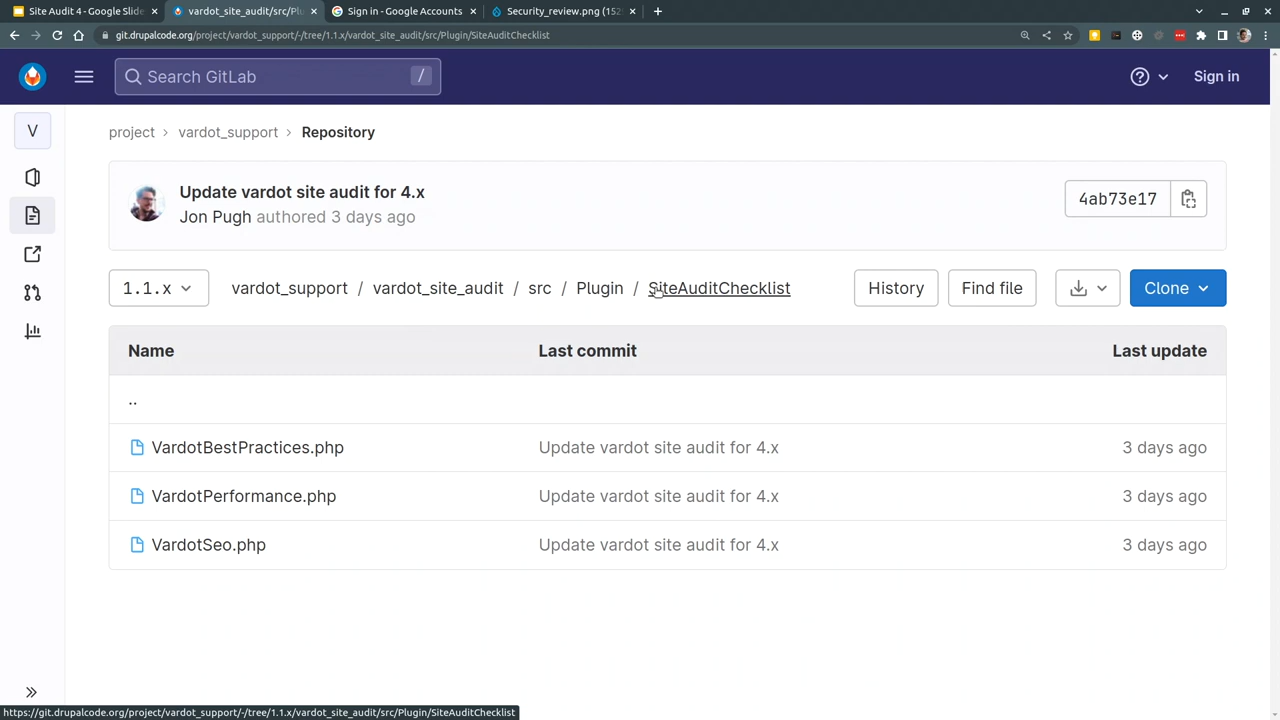 Site Audit 4 - Google Slide
vardot_site_audit/src/Plu
Sign in - Google Accounts
Security_review.png (152
git.drupalcode.org/project/vardot_support/-/tree/1.1.x/vardot_site_audit/src/Plugin/SiteAuditChecklist
Search GitLab
/
Sign in
V
project › vardot_support › Repository
Update vardot site audit for 4.x
Jon Pugh authored 3 days ago
4ab73e17
1.1.x
vardot_support / vardot_site_audit / src / Plugin / SiteAuditChecklist
History
Find file
Clone
Name Last commit Last update
..
VardotBestPractices.php Update vardot site audit for 4.x 3 days ago
VardotPerformance.php Update vardot site audit for 4.x 3 days ago
VardotSeo.php Update vardot site audit for 4.x 3 days ago
https://git.drupalcode.org/project/vardot_support/-/tree/1.1.x/vardot_site_audit/src/Plugin/SiteAuditChecklist